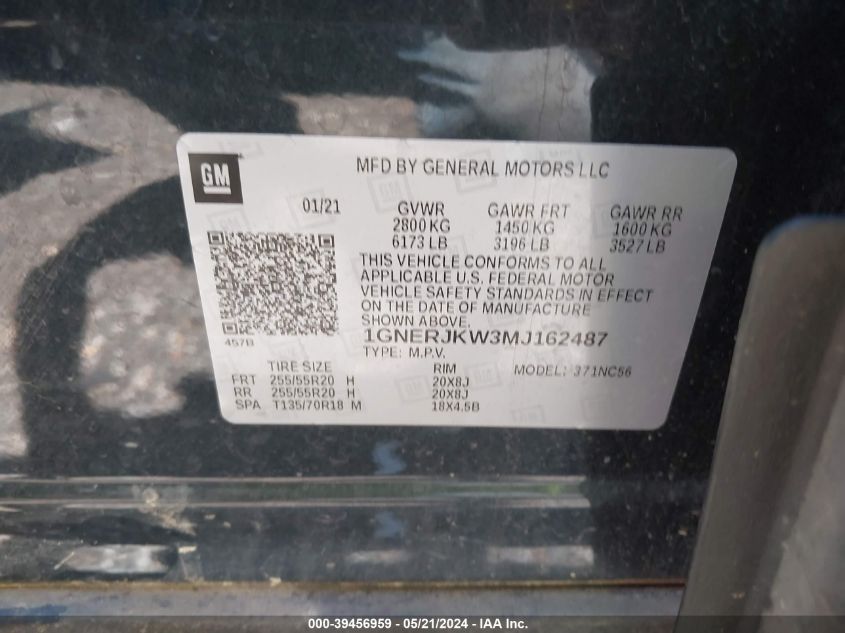 GM
MFD BY GENERAL MOTORS LLC
01/21 GVWR GAWR FRT GAWR RR
2800 KG 1450 KG 1600 KG
6173 LB 3196 LB 3527 LB
THIS VEHICLE CONFORMS TO ALL
APPLICABLE U.S. FEDERAL MOTOR
VEHICLE SAFETY STANDARDS IN EFFECT
ON THE DATE OF MANUFACTURE
SHOWN ABOVE.
457B
1GNERJKW3MJ162487
TYPE: M.P.V.
TIRE SIZE RIM MODEL: 371NC56
FRT 255/55R20 H 20X8J
RR 255/55R20 H 20X8J
SPA T135/70R18 M 18X4.5B
000-39456959 - 05/21/2024 - IAA Inc.